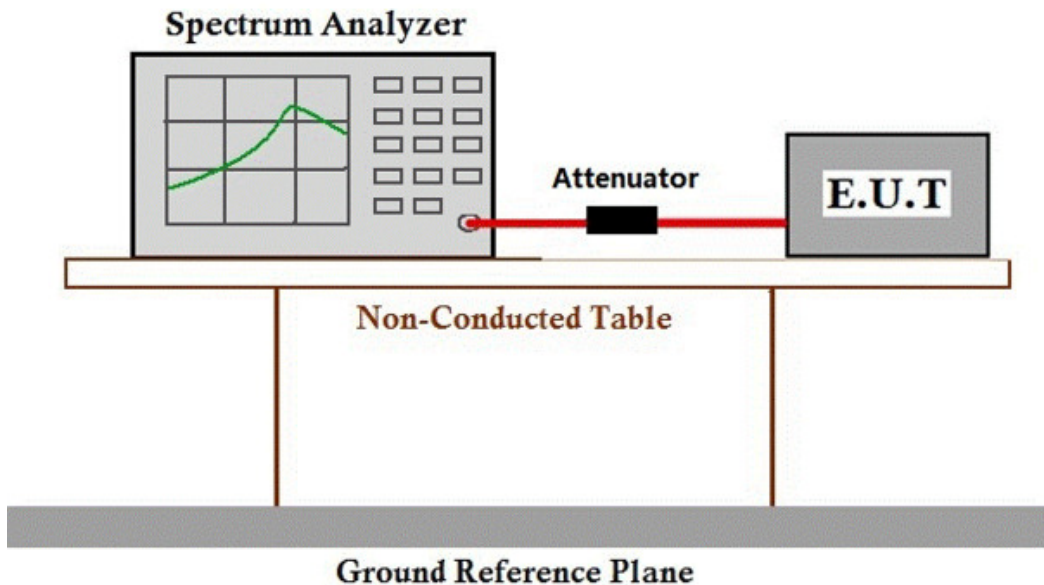 Spectrum Analyzer
Attenuator
E.U.T
Non-Conducted Table
Ground Reference Plane